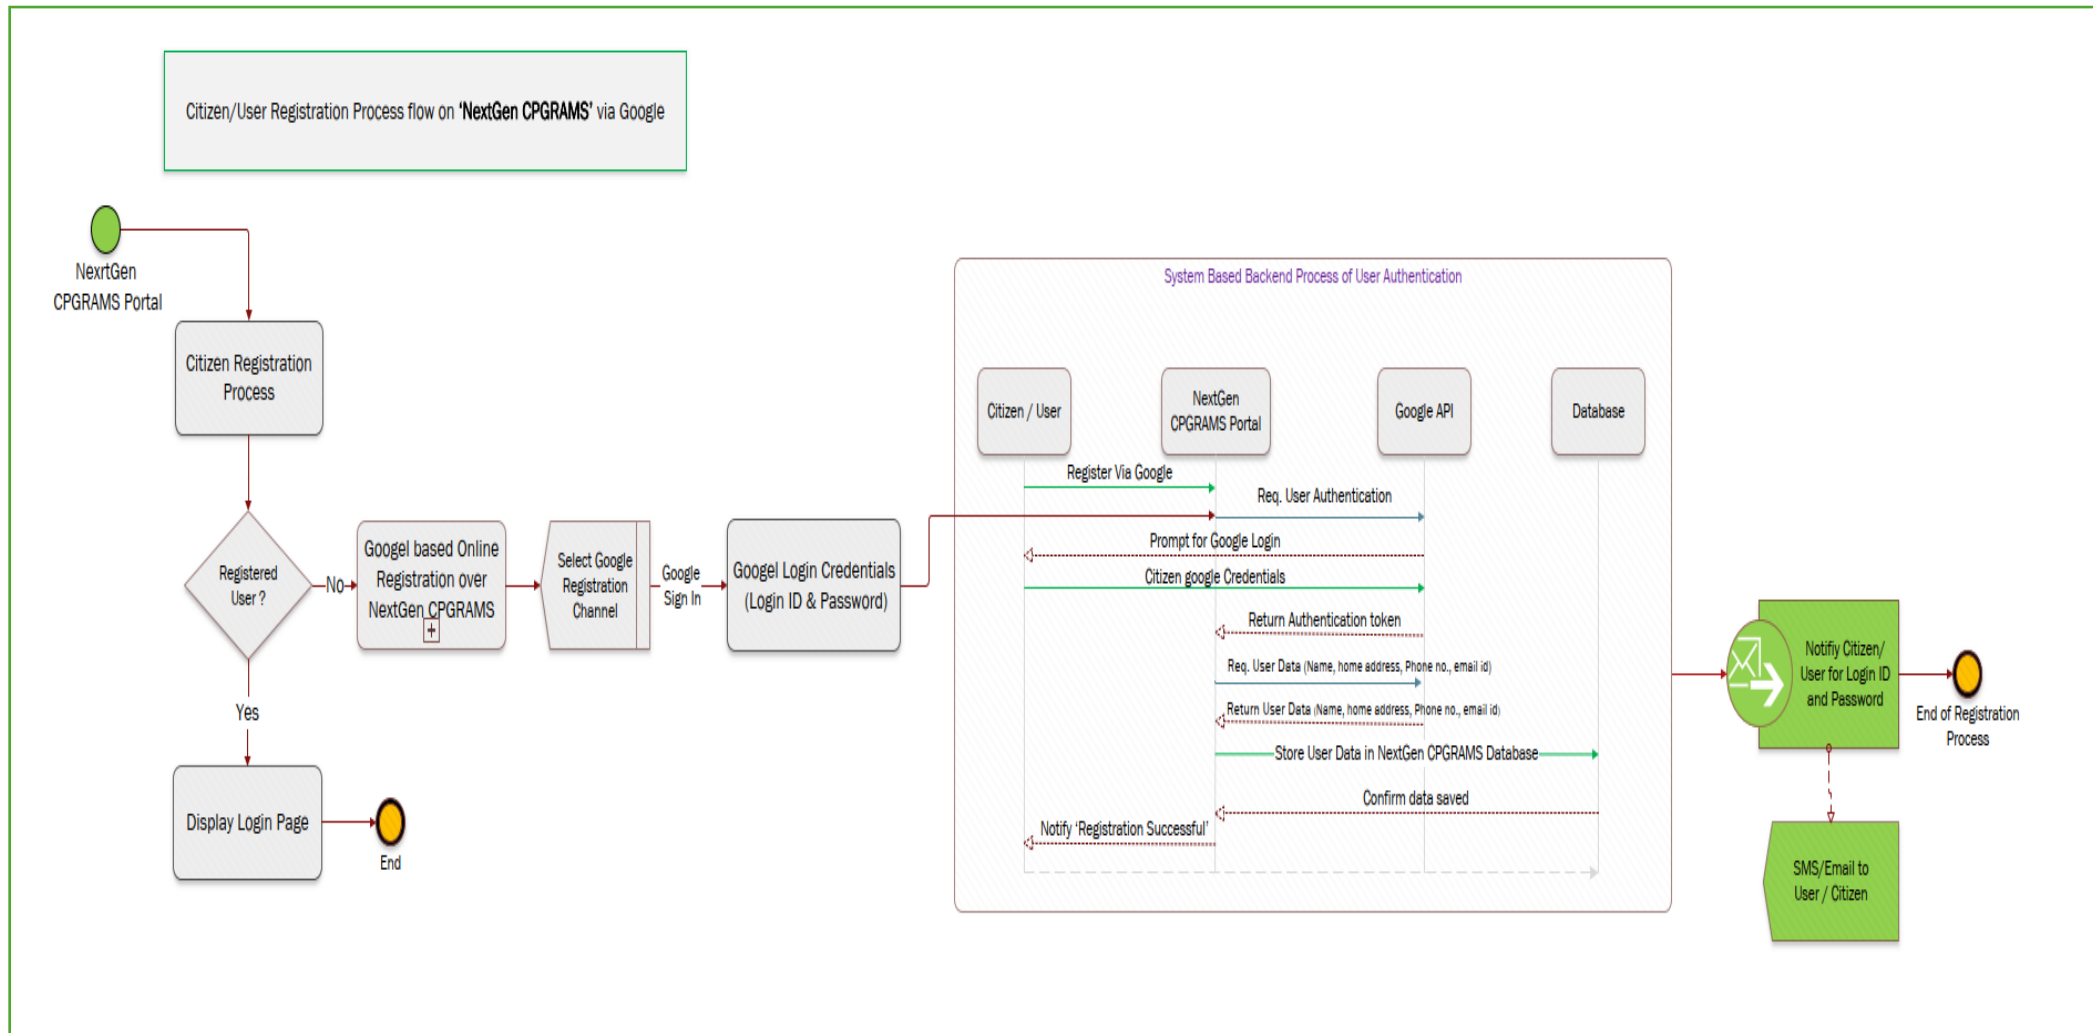 Citizen/User Registration Process flow on ‘NextGen CPGRAMS’ via Google
NexrtGen
CPGRAMS Portal
Citizen Registration
Process
Registered
User ?
No
Yes
Display Login Page
End
Googel based Online
Registration over
NextGen CPGRAMS
Select Google
Registration
Channel
Google
Sign In
Googel Login Credentials
(Login ID & Password)
System Based Backend Process of User Authentication
Citizen / User
NextGen
CPGRAMS Portal
Google API
Database
Register Via Google
Req. User Authentication
Prompt for Google Login
Citizen google Credentials
Return Authentication token
Req. User Data (Name, home address, Phone no., email id)
Return User Data (Name, home address, Phone no., email id)
Store User Data in NextGen CPGRAMS Database
Confirm data saved
Notify ‘Registration Successful’
Notifiy Citizen/
User for Login ID
and Password
End of Registration
Process
SMS/Email to
User / Citizen